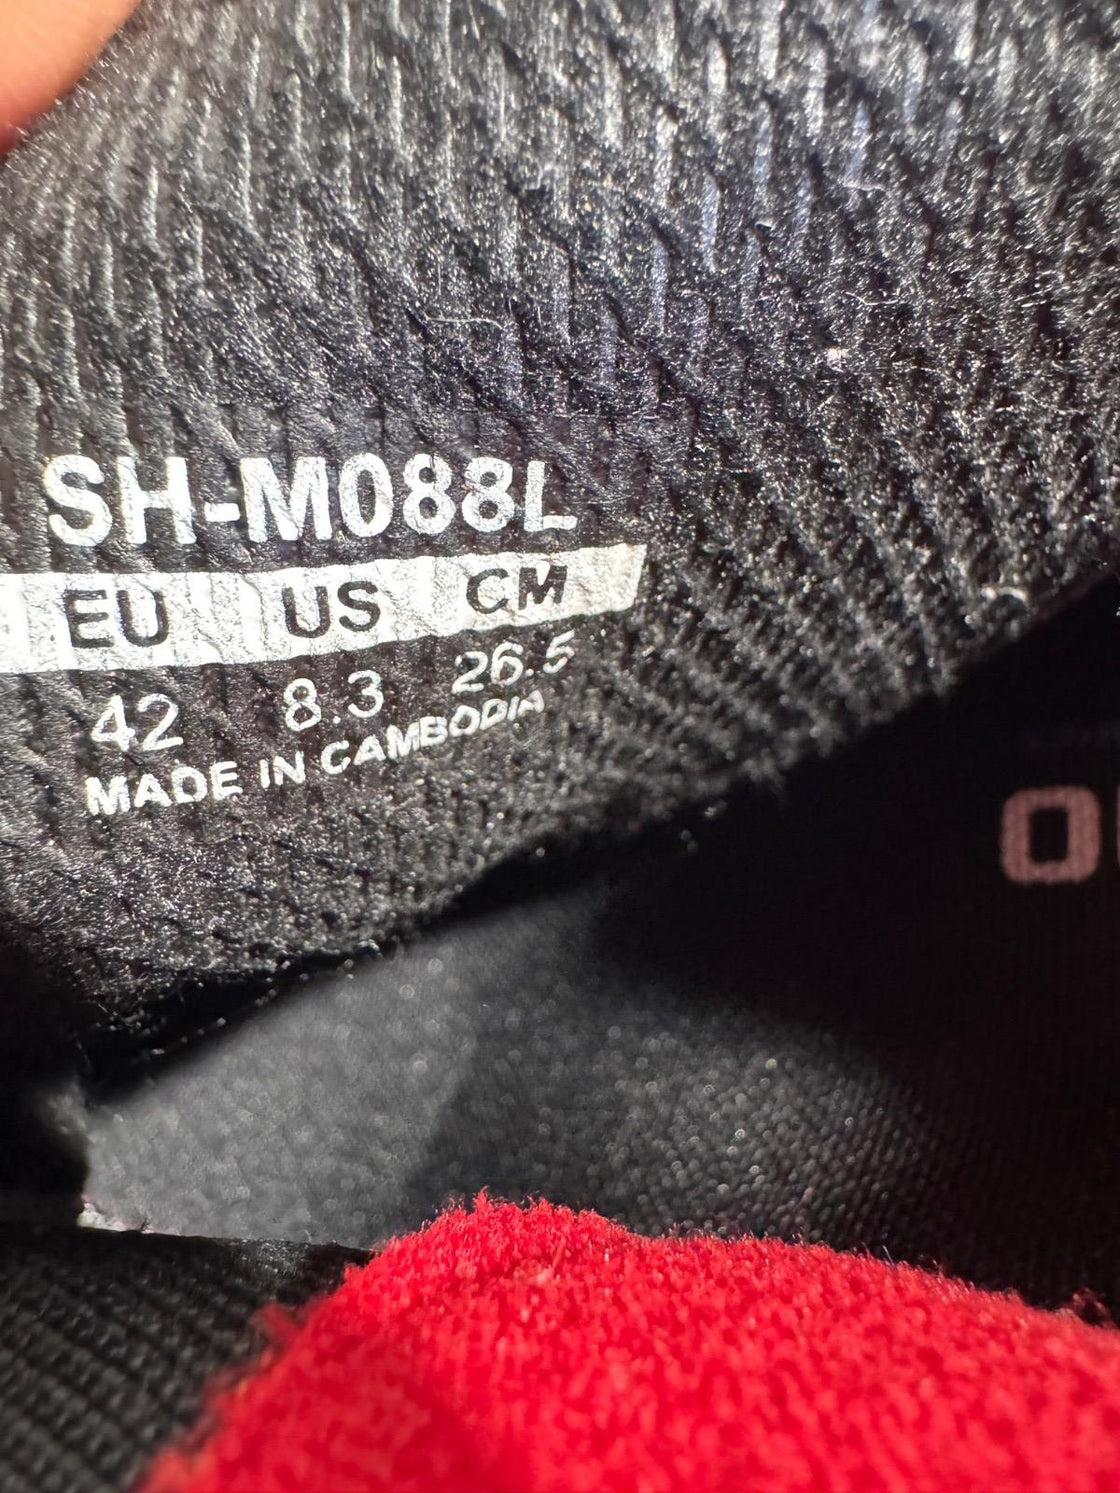 SH-M088L
EU US CM
42 8.3 26.5
MADE IN CAMBODIA